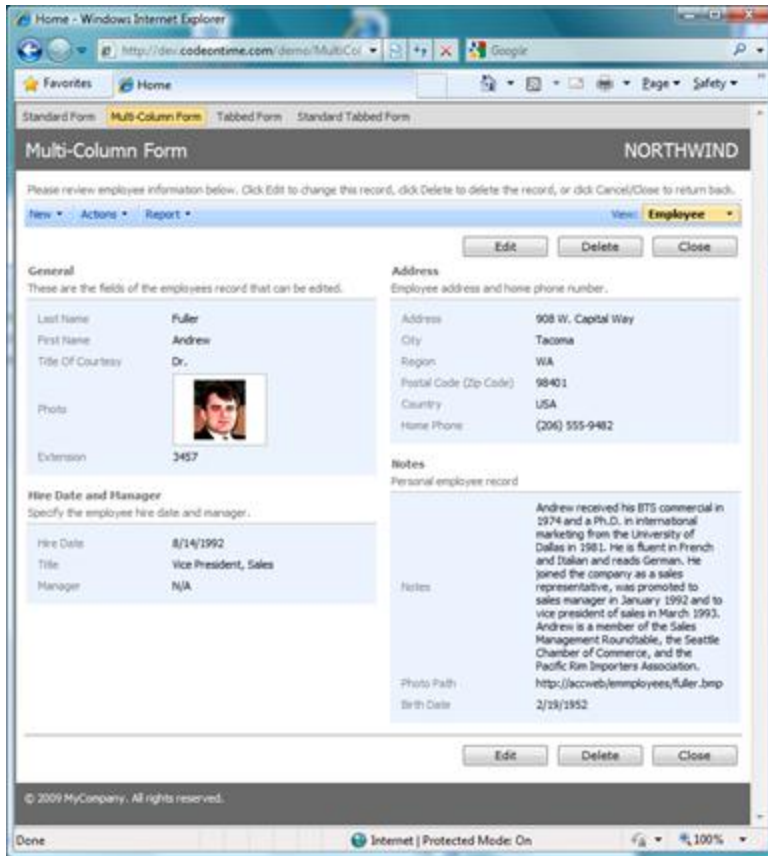 Home - Windows Internet Explorer
http://dev.codeontime.com/demo/MultiCol
Google
Favorites
Home
Page
Safety
Standard Form
Multi-Column Form
Tabbed Form
Standard Tabbed Form
Multi-Column Form
NORTHWIND
Please review employee information below. Click Edit to change this record, click Delete to delete the record, or click Cancel/Close to return back.
New
Actions
Report
View:
Employee
Edit
Delete
Close
General
These are the fields of the employees record that can be edited.
Last Name Fuller
First Name Andrew
Title Of Courtesy Dr.
Photo
Extension 3457
Hire Date and Manager
Specify the employee hire date and manager.
Hire Date 8/14/1992
Title Vice President, Sales
Manager N/A
Address
Employee address and home phone number.
Address 908 W. Capital Way
City Tacoma
Region WA
Postal Code (Zip Code) 98401
Country USA
Home Phone (206) 555-9482
Notes
Personal employee record
Andrew received his BTS commercial in
1974 and a Ph.D. in international
marketing from the University of
Dallas in 1981. He is fluent in French
and Italian and reads German. He
joined the company as a sales
Notes
representative, was promoted to
sales manager in January 1992 and to
vice president of sales in March 1993.
Andrew is a member of the Sales
Management Roundtable, the Seattle
Chamber of Commerce, and the
Pacific Rim Importers Association.
Photo Path http://accweb/emmployees/fuller.bmp
Birth Date 2/19/1952
Edit
Delete
Close
© 2009 MyCompany. All rights reserved.
Done
Internet | Protected Mode: On
100%